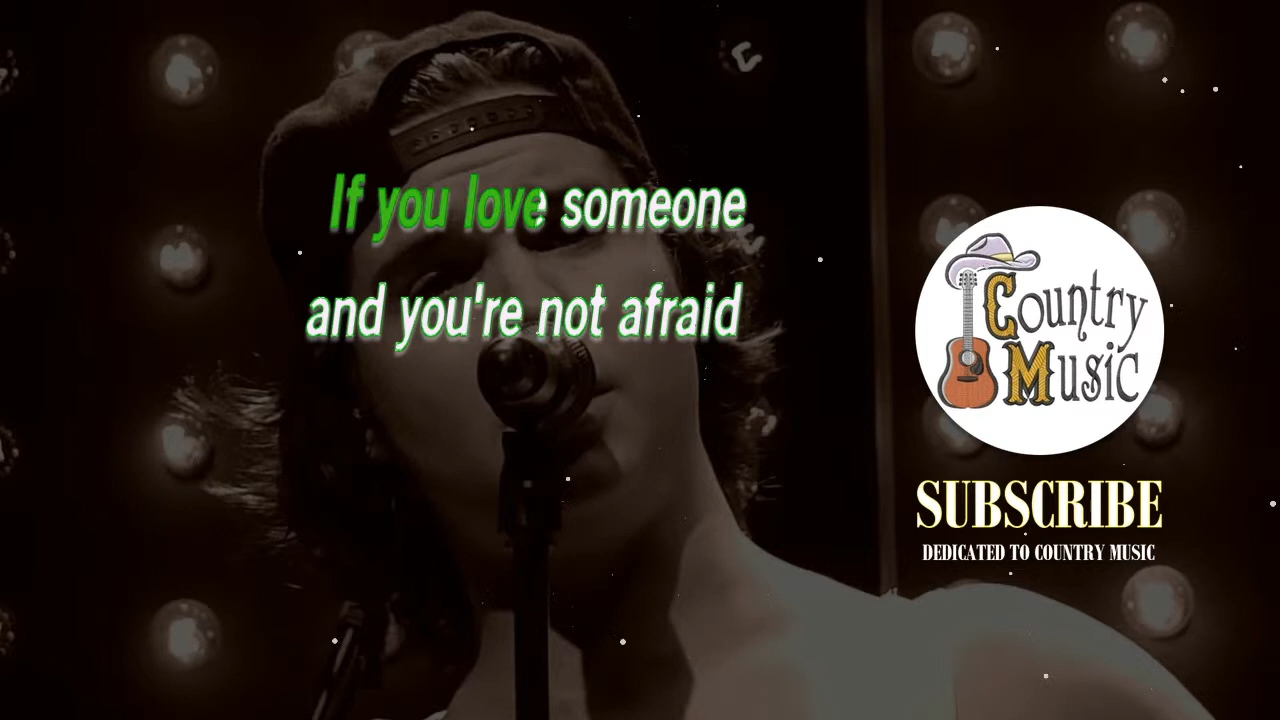 If you love someone
and you're not afraid
Country
Music
SUBSCRIBE
DEDICATED TO COUNTRY MUSIC